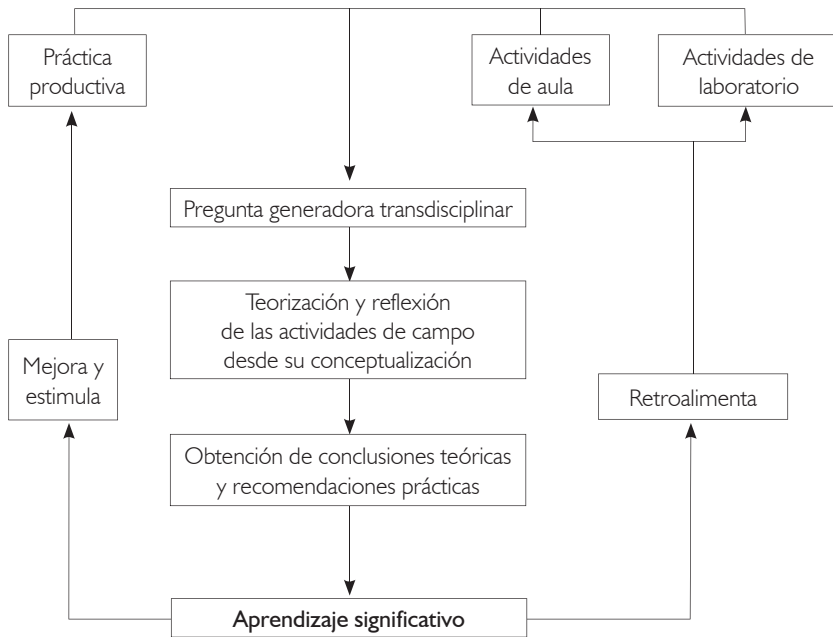 Práctica
productiva
Actividades
de aula
Actividades de
laboratorio
Pregunta generadora transdisciplinar
Teorización y reflexión
de las actividades de campo
desde su conceptualización
Mejora y
estimula
Retroalimenta
Obtención de conclusiones teóricas
y recomendaciones prácticas
Aprendizaje significativo